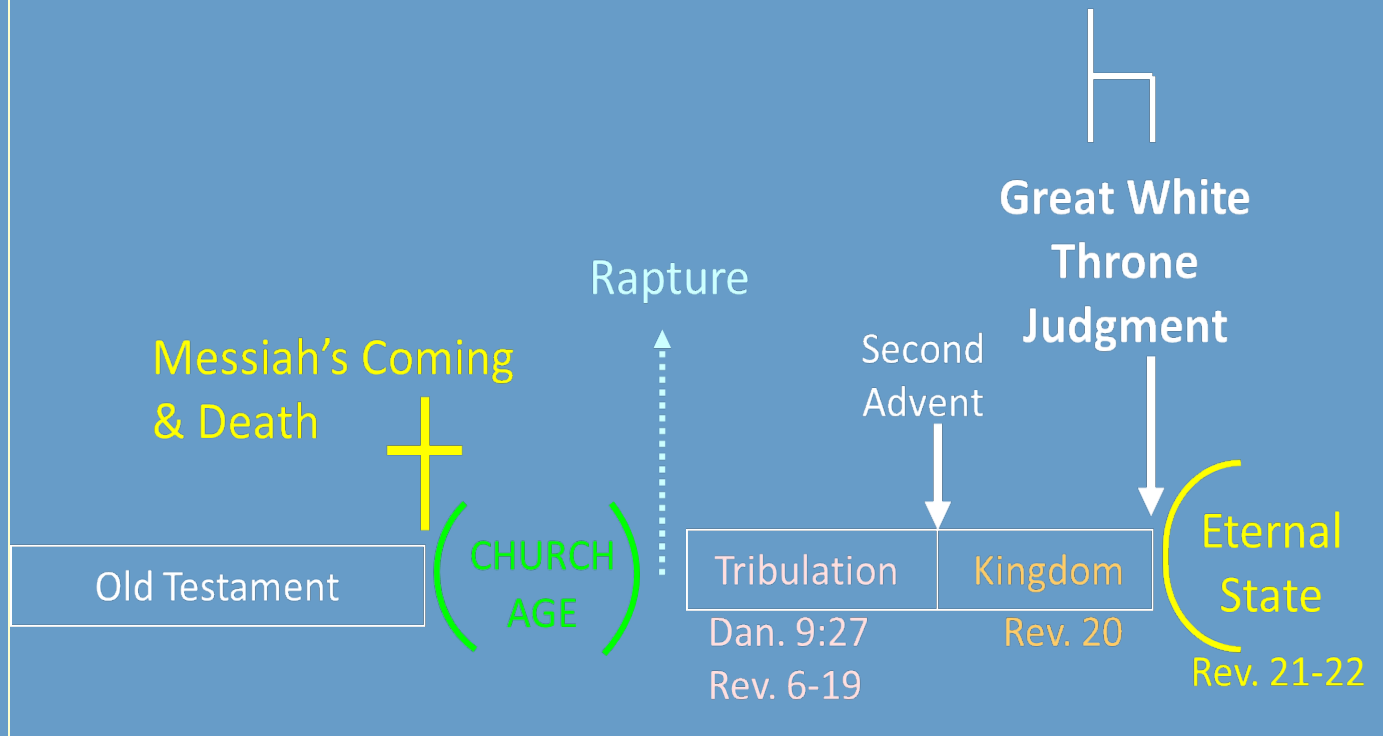 Great White
Throne
Judgment
Rapture
Second
Advent
Messiah’s Coming
& Death
Old Testament
CHURCH
AGE
Tribulation
Kingdom
Eternal
State
Dan. 9:27
Rev. 6-19
Rev. 20
Rev. 21-22